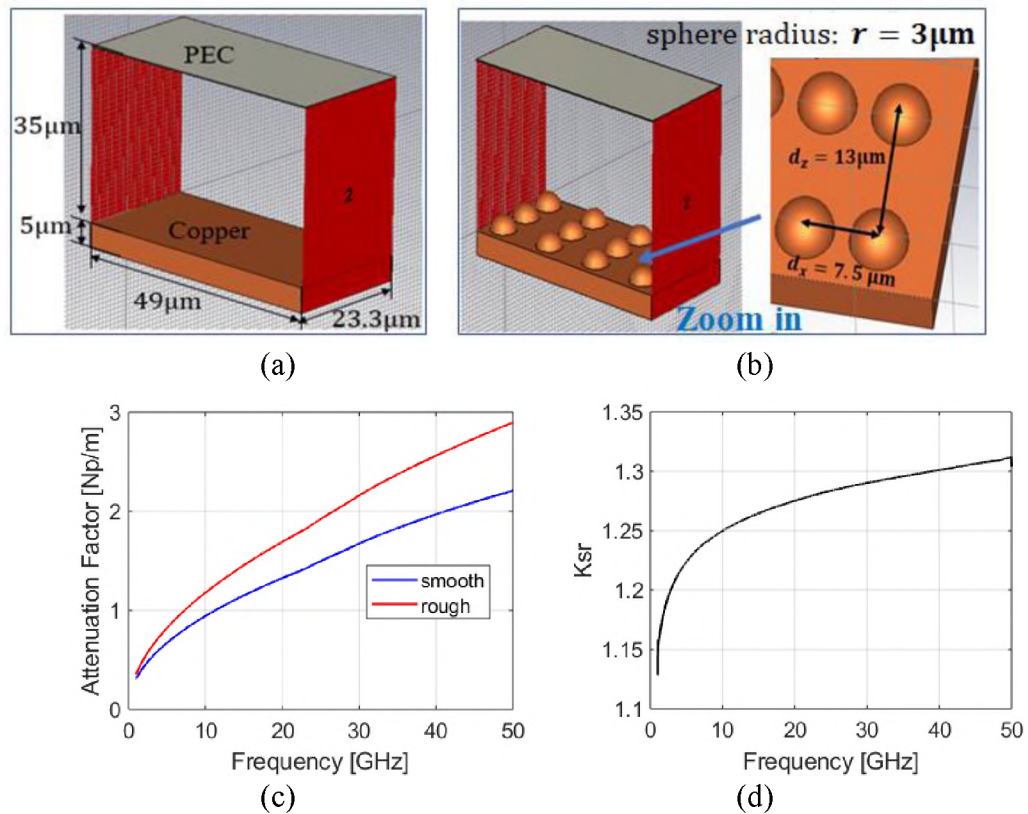 PEC
35μm
5μm
Copper
2
49μm
23.3μm
(a)
sphere radius: r = 3μm
d_z = 13μm
d_x = 7.5 μm
Zoom in
(b)
Attenuation Factor [Np/m]
3
2
1
0
0 10 20 30 40 50
Frequency [GHz]
smooth
rough
(c)
Ksr
1.35
1.3
1.25
1.2
1.15
1.1
0 10 20 30 40 50
Frequency [GHz]
(d)